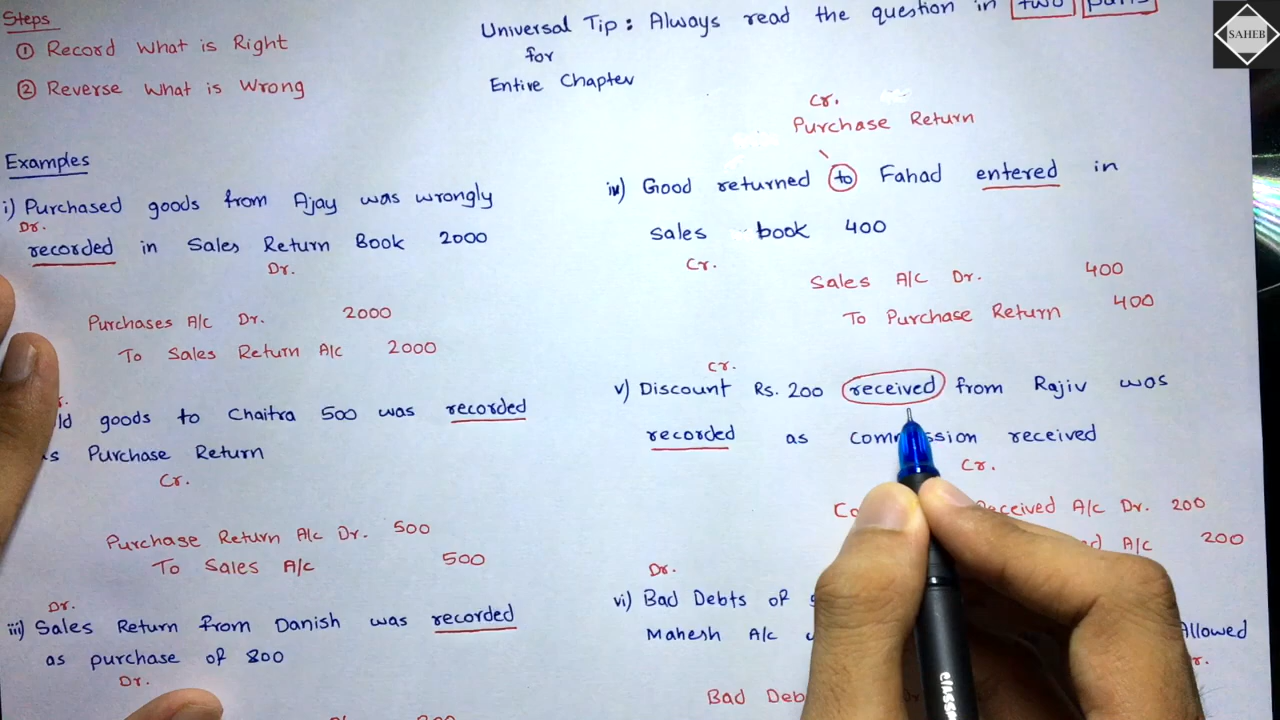 Steps
① Record What is Right
② Reverse What is Wrong
Universal Tip : Always read the question in two parts
for
Entire Chapter
SAHEB
Examples
i) Purchased goods from Ajay was wrongly
Dr.
recorded in Sales Return Book 2000
Dr.
Purchases A/c Dr. 2000
To Sales Return A/c 2000
goods to Chaitra 500 was recorded
Purchase Return
Cr.
Purchase Return A/c Dr. 500
To Sales A/c 500
Dr.
iii) Sales Return from Danish was recorded
as purchase of 800
Dr.
Cr.
Purchase Return
iv) Good returned to Fahad entered in
sales book 400
Cr.
Sales A/c Dr. 400
To Purchase Return 400
Cr.
v) Discount Rs. 200 received from Rajiv was
recorded as commission received
Cr.
Received A/c Dr. 200
A/c 200
Dr.
vi) Bad Debts of
Mahesh A/c Allowed
Bad
classm